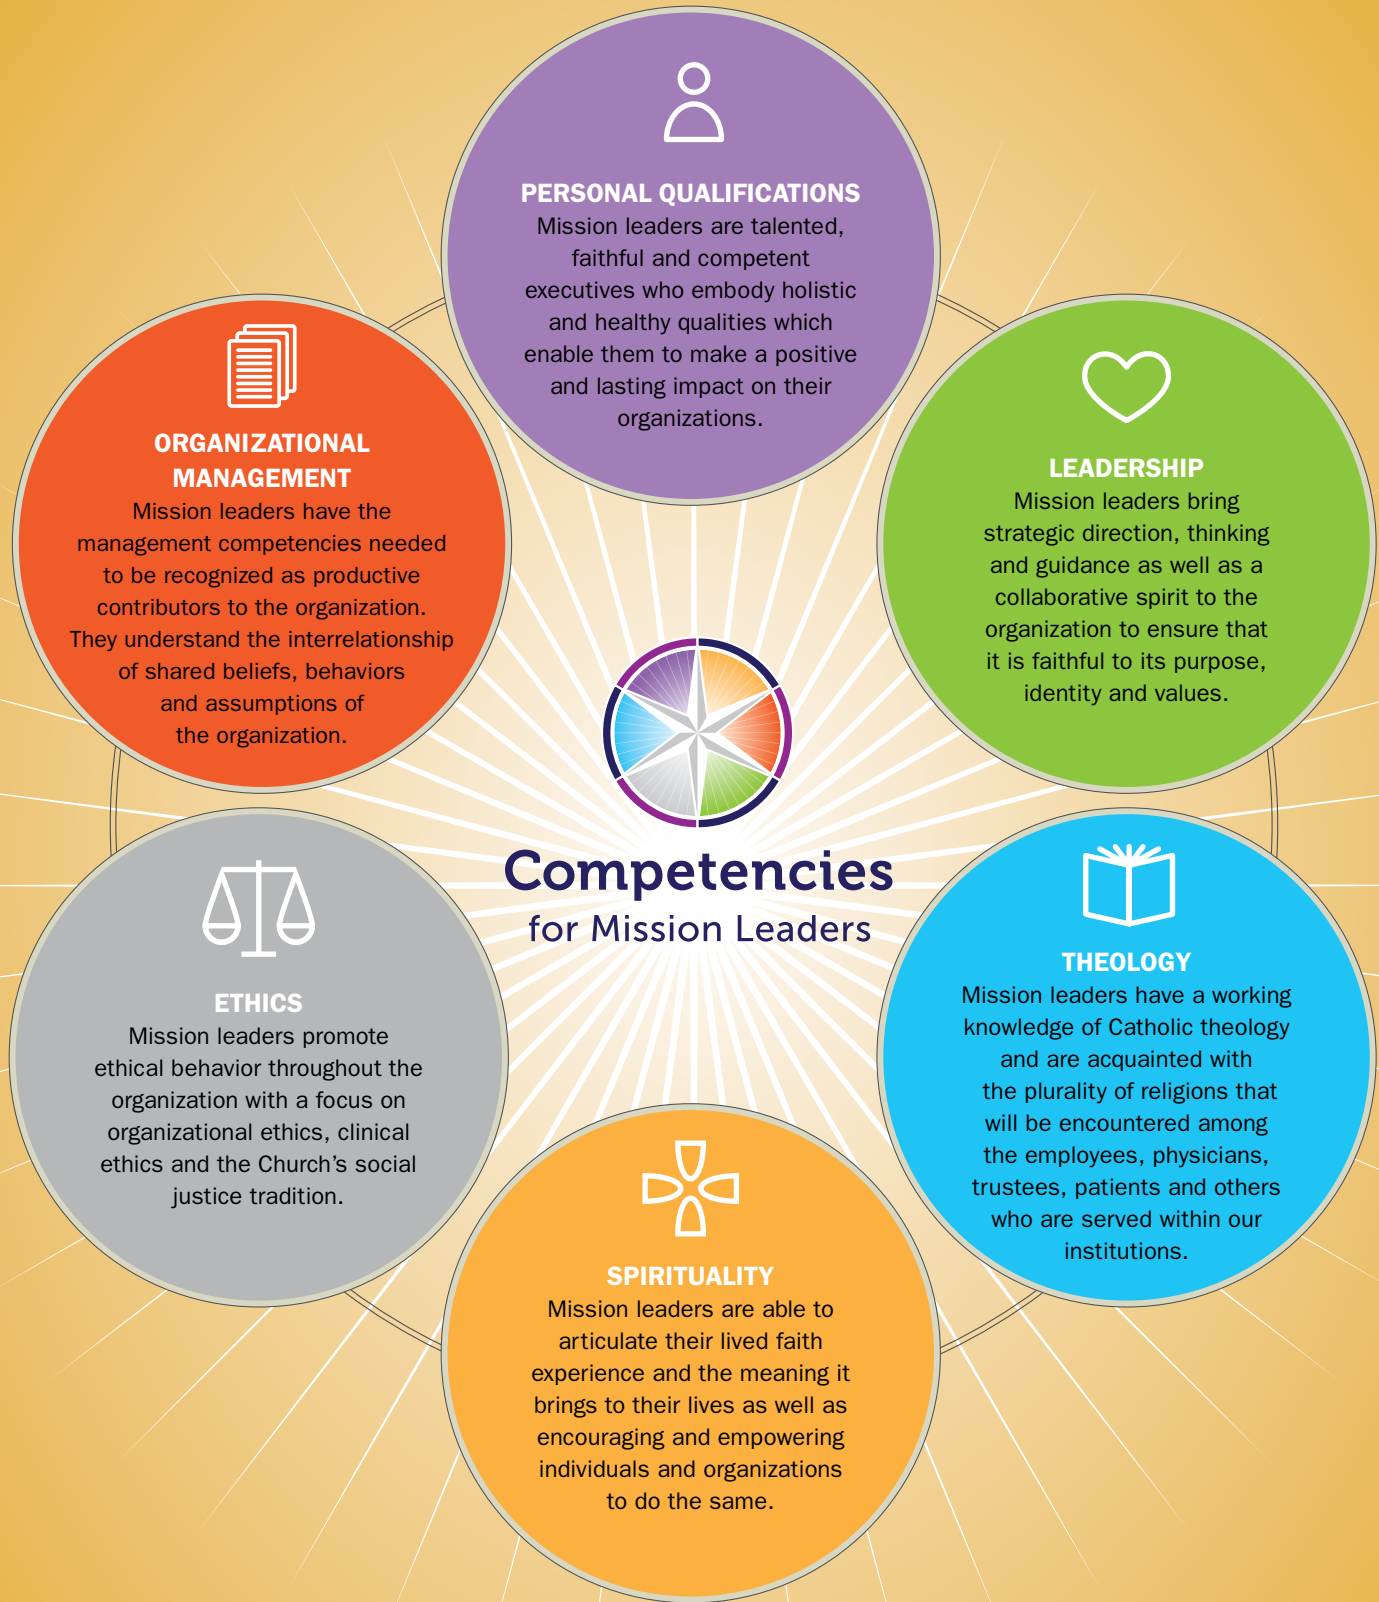 PERSONAL QUALIFICATIONS
Mission leaders are talented,
faithful and competent
executives who embody holistic
and healthy qualities which
enable them to make a positive
and lasting impact on their
organizations.
ORGANIZATIONAL
MANAGEMENT
Mission leaders have the
management competencies needed
to be recognized as productive
contributors to the organization.
They understand the interrelationship
of shared beliefs, behaviors
and assumptions of
the organization.
LEADERSHIP
Mission leaders bring
strategic direction, thinking
and guidance as well as a
collaborative spirit to the
organization to ensure that
it is faithful to its purpose,
identity and values.
Competencies
for Mission Leaders
ETHICS
Mission leaders promote
ethical behavior throughout the
organization with a focus on
organizational ethics, clinical
ethics and the Church’s social
justice tradition.
THEOLOGY
Mission leaders have a working
knowledge of Catholic theology
and are acquainted with
the plurality of religions that
will be encountered among
the employees, physicians,
trustees, patients and others
who are served within our
institutions.
SPIRITUALITY
Mission leaders are able to
articulate their lived faith
experience and the meaning it
brings to their lives as well as
encouraging and empowering
individuals and organizations
to do the same.